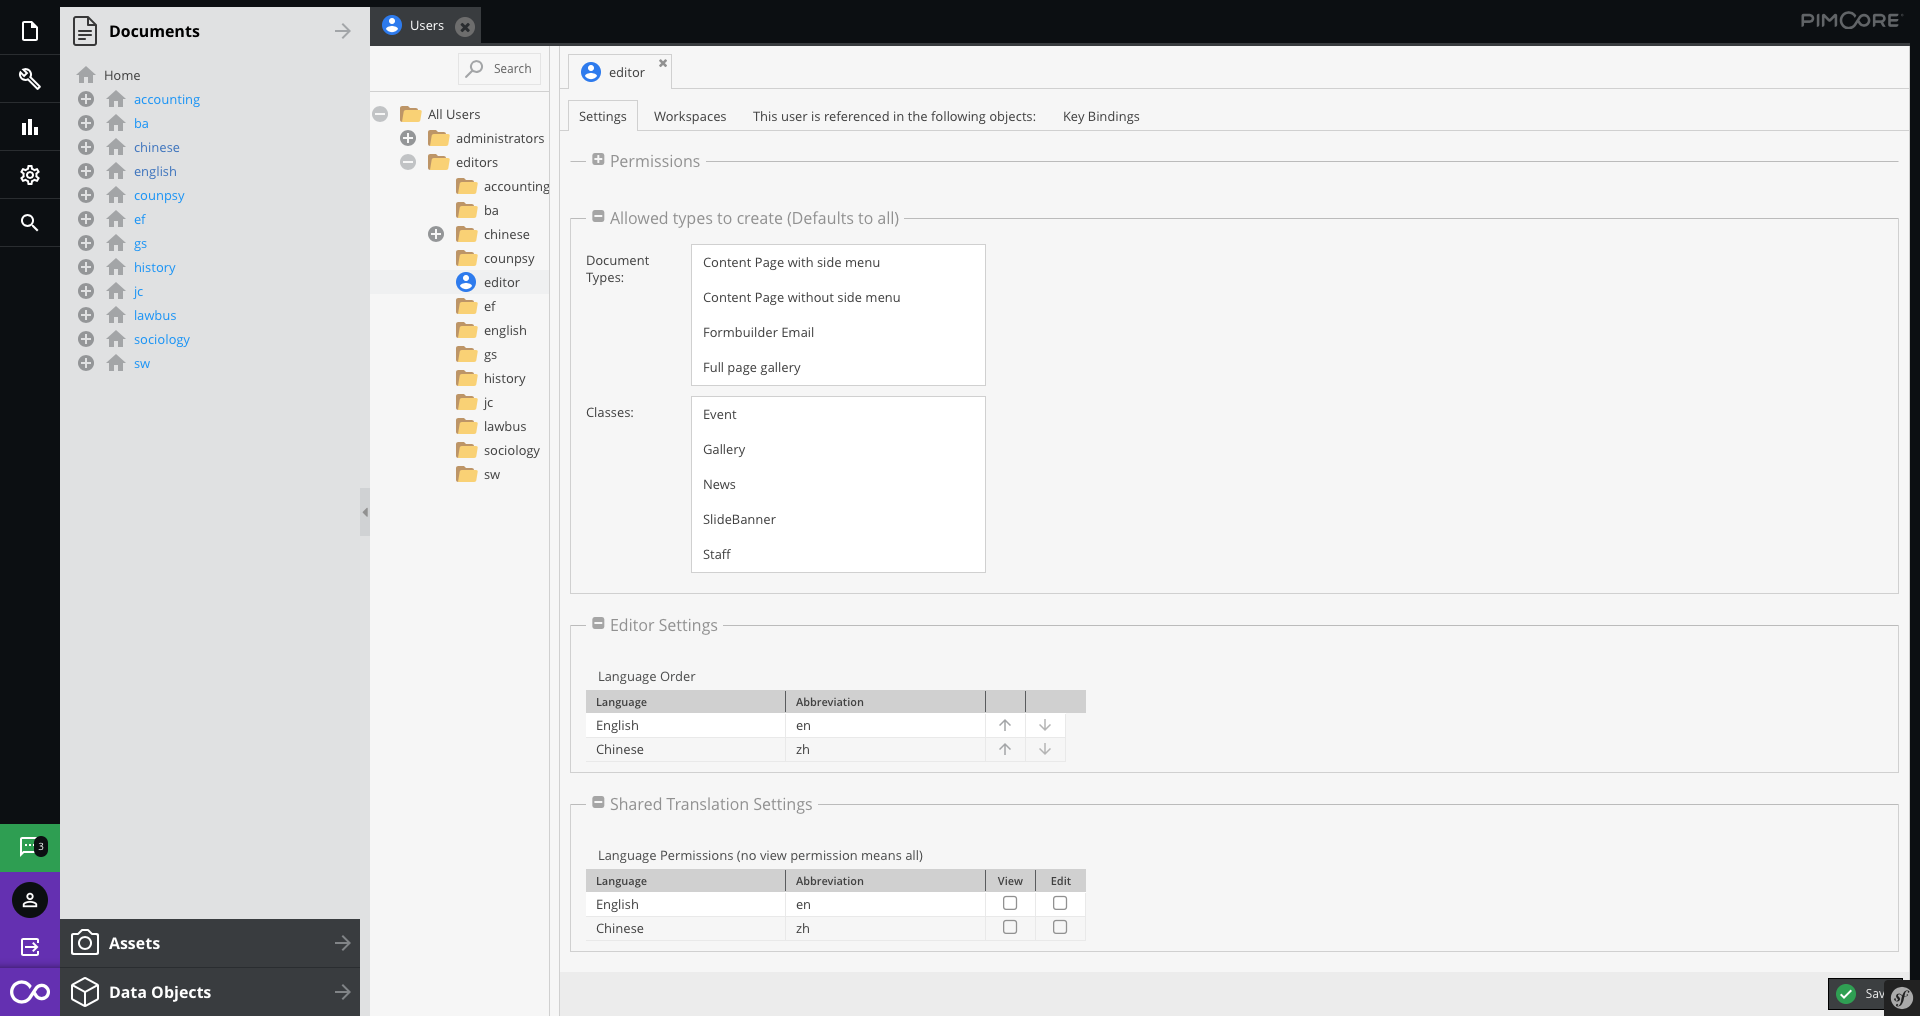 Documents
Home
accounting
ba
chinese
english
counpsy
ef
gs
history
jc
lawbus
sociology
sw
3
Assets
Data Objects
Users
PIMCORE
Search
All Users
administrators
editors
accounting
ba
chinese
counpsy
editor
ef
english
gs
history
jc
lawbus
sociology
sw
editor
Settings Workspaces This user is referenced in the following objects: Key Bindings
Permissions
Allowed types to create (Defaults to all)
Document
Types:
Content Page with side menu
Content Page without side menu
Formbuilder Email
Full page gallery
Classes:
Event
Gallery
News
SlideBanner
Staff
Editor Settings
Language Order
Language Abbreviation
English en
Chinese zh
Shared Translation Settings
Language Permissions (no view permission means all)
Language Abbreviation View Edit
English en
Chinese zh
Sav
sf